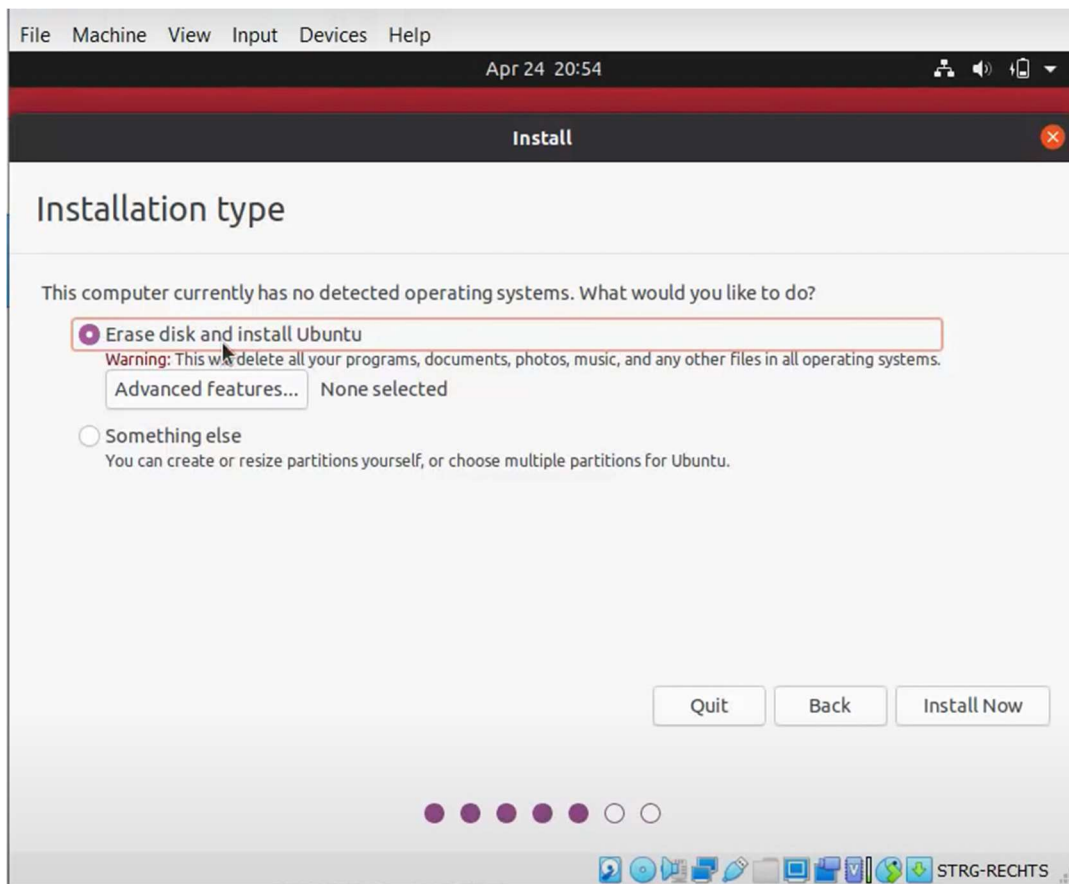 File Machine View Input Devices Help
Apr 24 20:54
Install
Installation type
This computer currently has no detected operating systems. What would you like to do?
Erase disk and install Ubuntu
Warning: This delete all your programs, documents, photos, music, and any other files in all operating systems.
Advanced features... None selected
Something else
You can create or resize partitions yourself, or choose multiple partitions for Ubuntu.
Quit Back Install Now
STRG-RECHTS